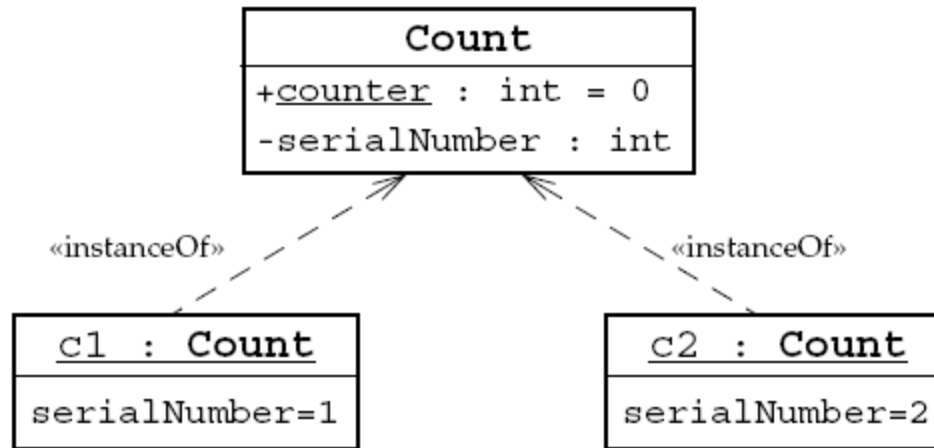 Count
+counter : int = 0
-serialNumber : int
«instanceOf» «instanceOf»
c1 : Count c2 : Count
serialNumber=1 serialNumber=2